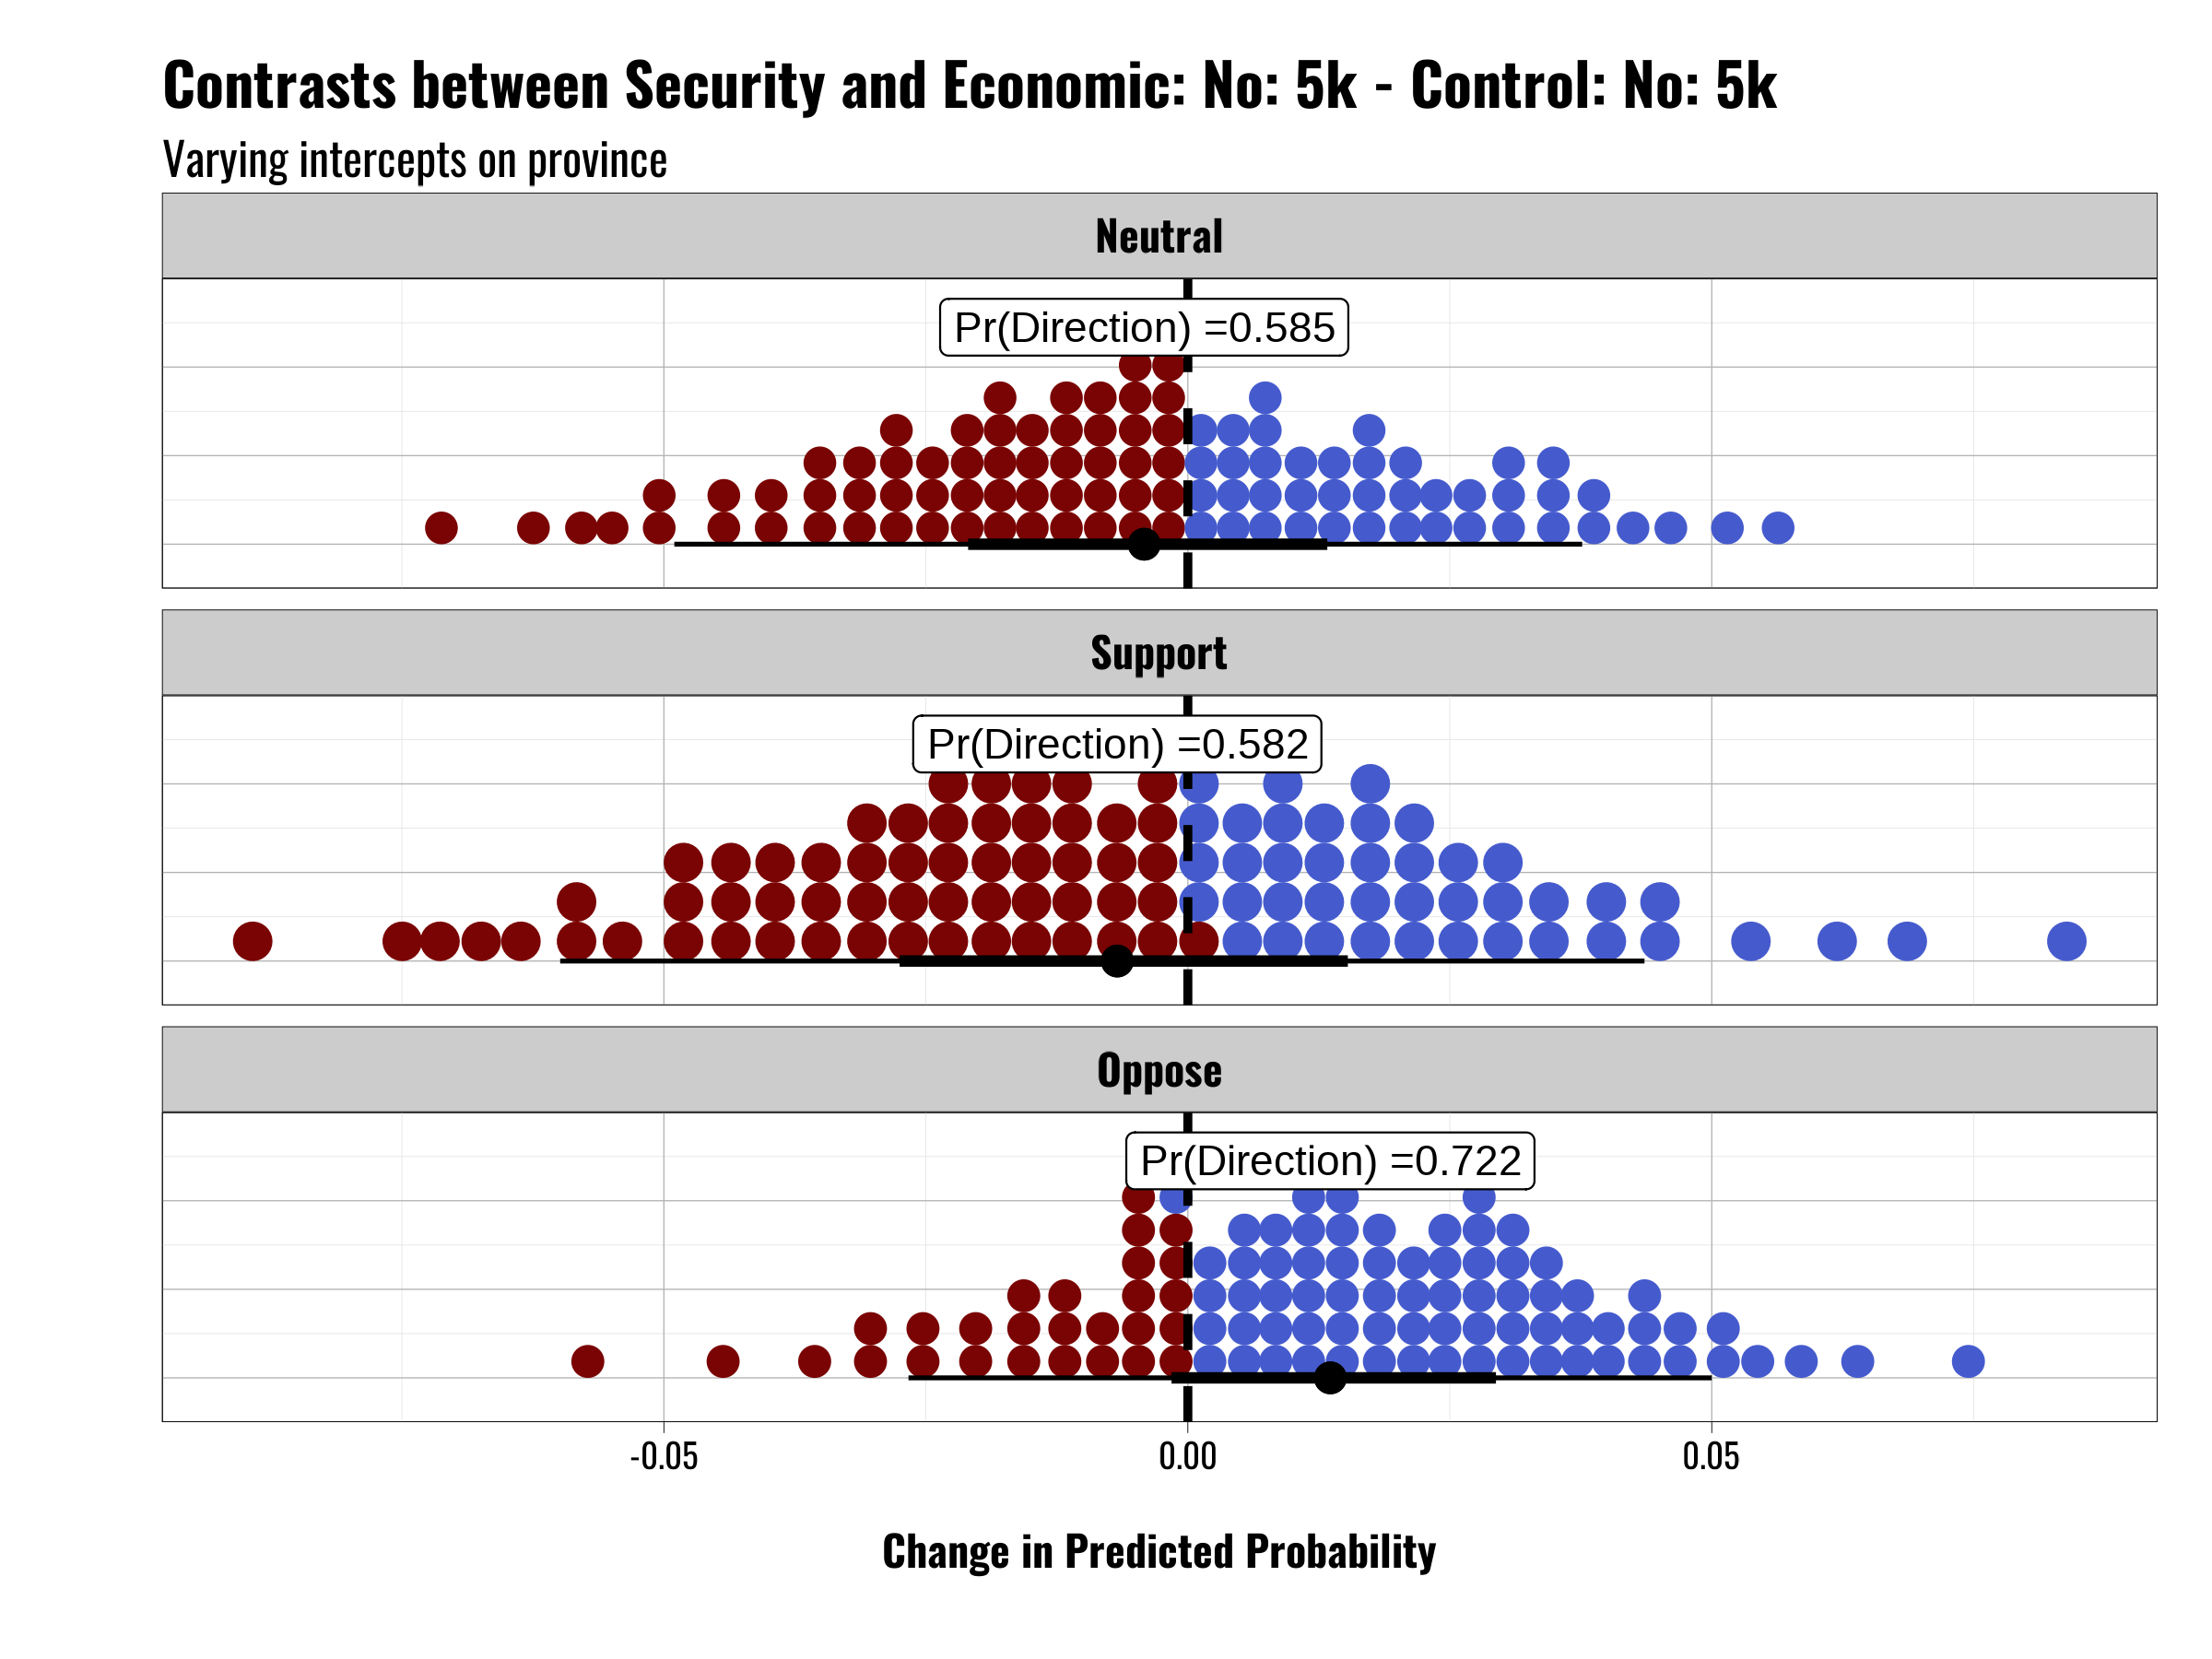 Contrasts between Security and Economic: No: 5k - Control: No: 5k
Varying intercepts on province
Neutral
Pr(Direction) =0.585
Support
Pr(Direction) =0.582
Oppose
Pr(Direction) =0.722
-0.05 0.00 0.05
Change in Predicted Probability